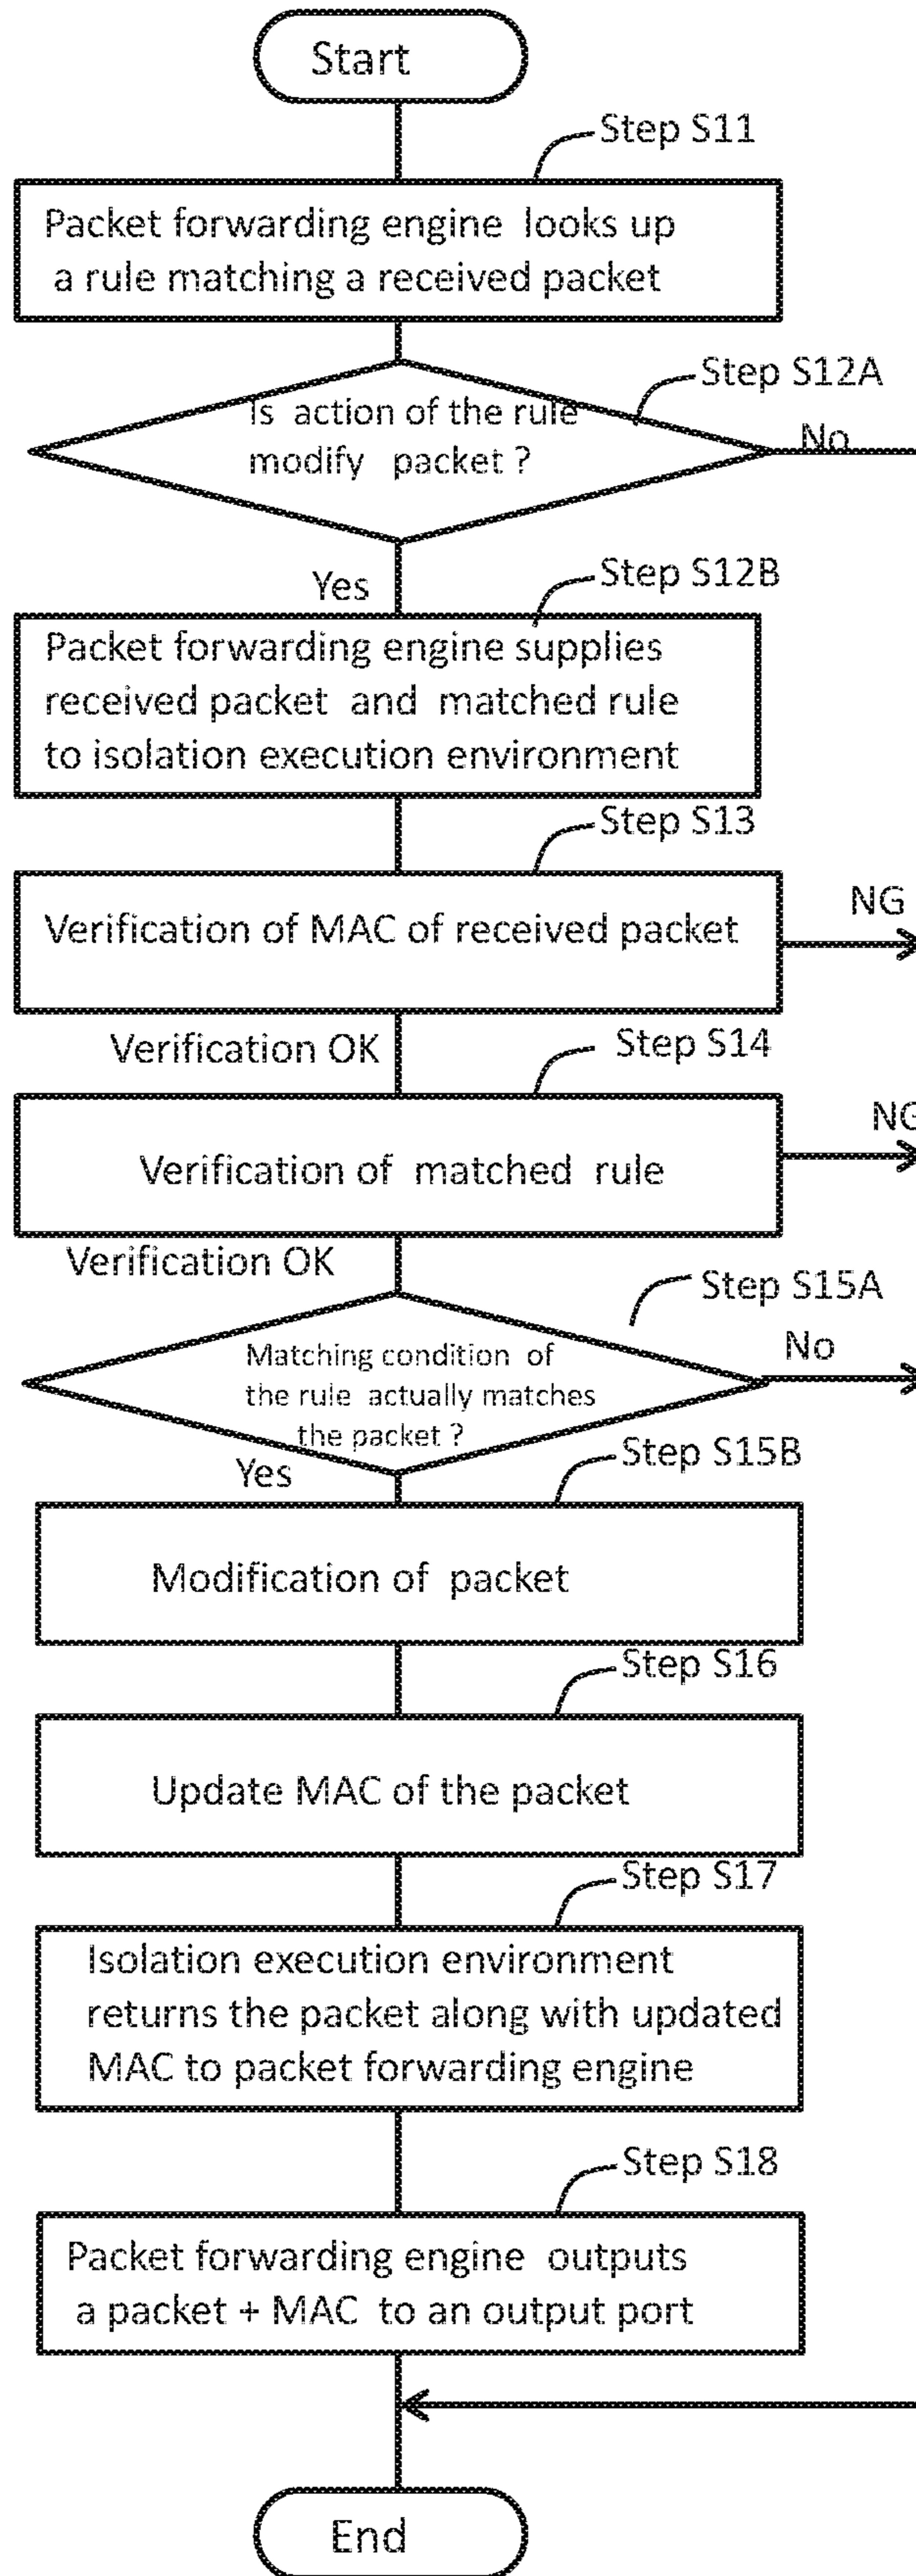 Start
Step S11
Packet forwarding engine looks up
a rule matching a received packet
Step S12A
Is action of the rule
modify packet ?
No
Yes
Step S12B
Packet forwarding engine supplies
received packet and matched rule
to isolation execution environment
Step S13
Verification of MAC of received packet
NG
Verification OK
Step S14
Verification of matched rule
NG
Verification OK
Step S15A
Matching condition of
the rule actually matches
the packet ?
No
Yes
Step S15B
Modification of packet
Step S16
Update MAC of the packet
Step S17
Isolation execution environment
returns the packet along with updated
MAC to packet forwarding engine
Step S18
Packet forwarding engine outputs
a packet + MAC to an output port
End